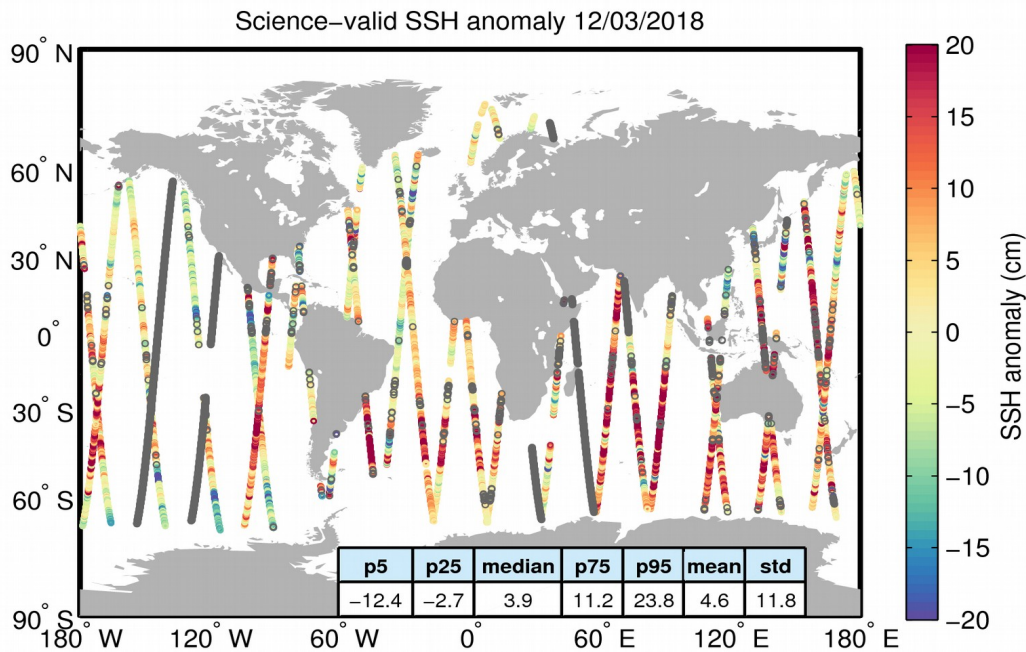 Science−valid SSH anomaly 12/03/2018
90° N
60° N
30° N
0°
30° S
60° S
90° S
180° W 120° W 60° W 0° 60° E 120° E 180° E
p5 p25 median p75 p95 mean std
−12.4 −2.7 3.9 11.2 23.8 4.6 11.8
20
15
10
5
0
−5
−10
−15
−20
SSH anomaly (cm)